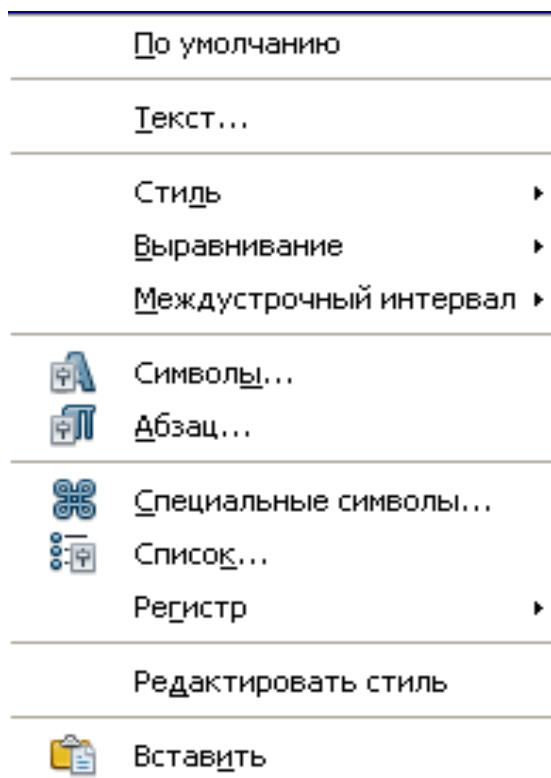 По умолчанию
Текст...
Стиль
Выравнивание
Междустрочный интервал
Символы...
Абзац...
Специальные символы...
Список...
Регистр
Редактировать стиль
Вставить